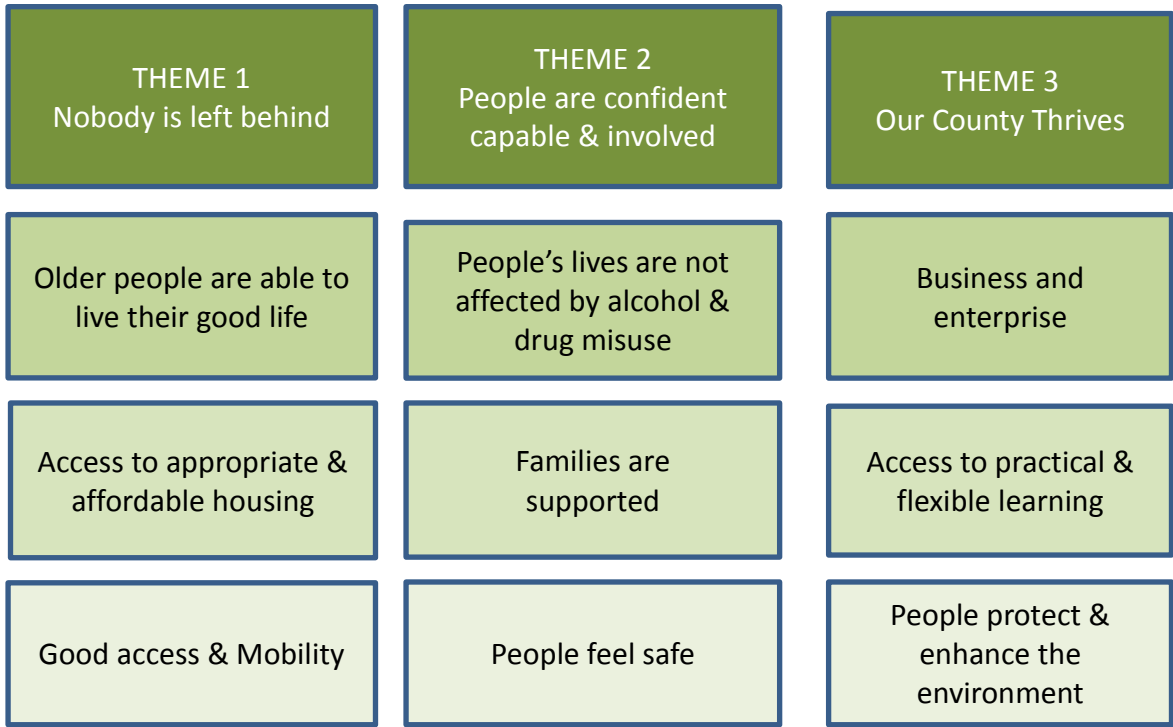 THEME 1
Nobody is left behind
THEME 2
People are confident
capable & involved
THEME 3
Our County Thrives
Older people are able to
live their good life
People’s lives are not
affected by alcohol &
drug misuse
Business and
enterprise
Access to appropriate &
affordable housing
Families are
supported
Access to practical &
flexible learning
Good access & Mobility
People feel safe
People protect &
enhance the
environment